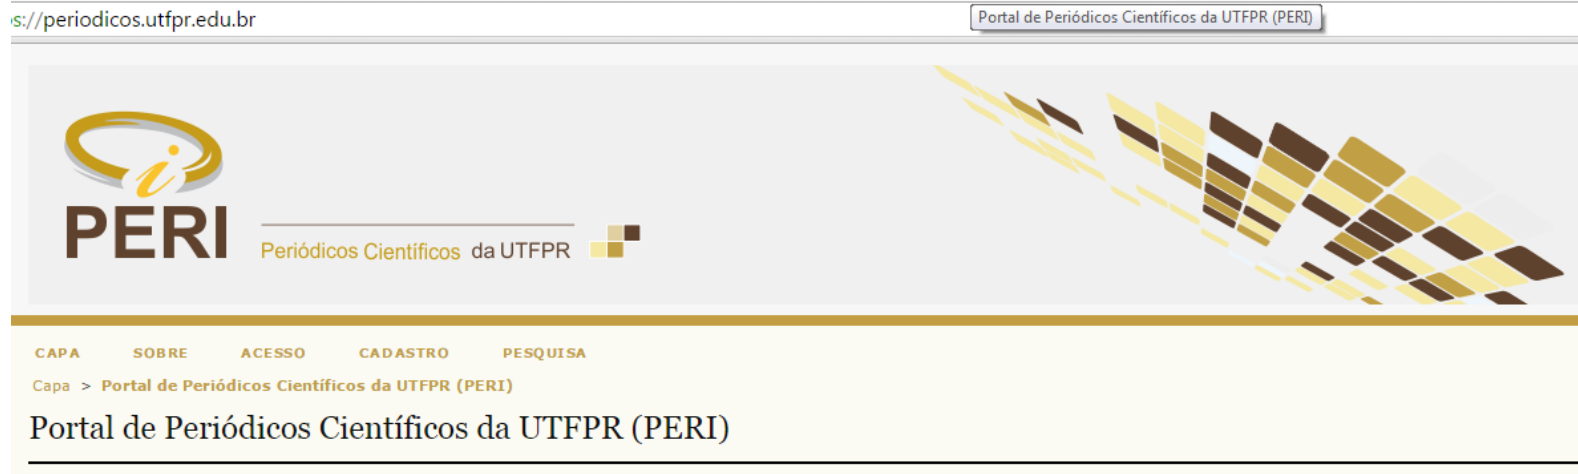 s://periodicos.utfpr.edu.br
Portal de Periódicos Científicos da UTFPR (PERI)
i
PERI
Periódicos Científicos da UTFPR
CAPA SOBRE ACESSO CADASTRO PESQUISA
Capa > Portal de Periódicos Científicos da UTFPR (PERI)
Portal de Periódicos Científicos da UTFPR (PERI)